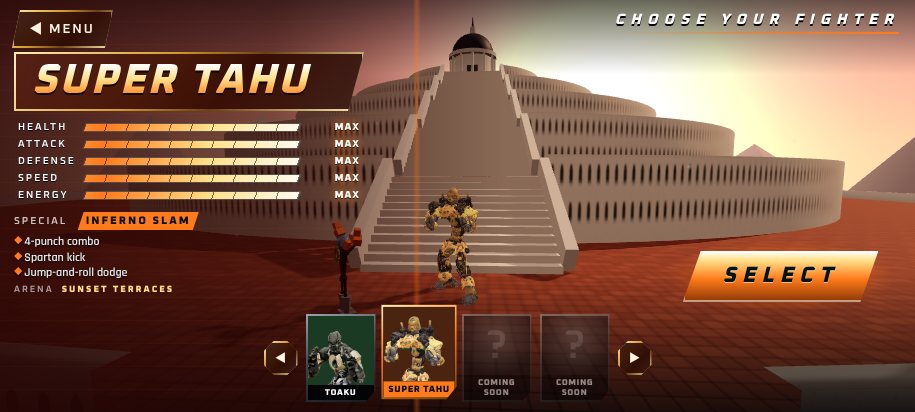 MENU
CHOOSE YOUR FIGHTER
SUPER TAHU
HEALTH MAX
ATTACK MAX
DEFENSE MAX
SPEED MAX
ENERGY MAX
SPECIAL INFERNO SLAM
4-punch combo
Spartan kick
Jump-and-roll dodge
ARENA SUNSET TERRACES
SELECT
TOAKU
SUPER TAHU
?
COMING
SOON
?
COMING
SOON